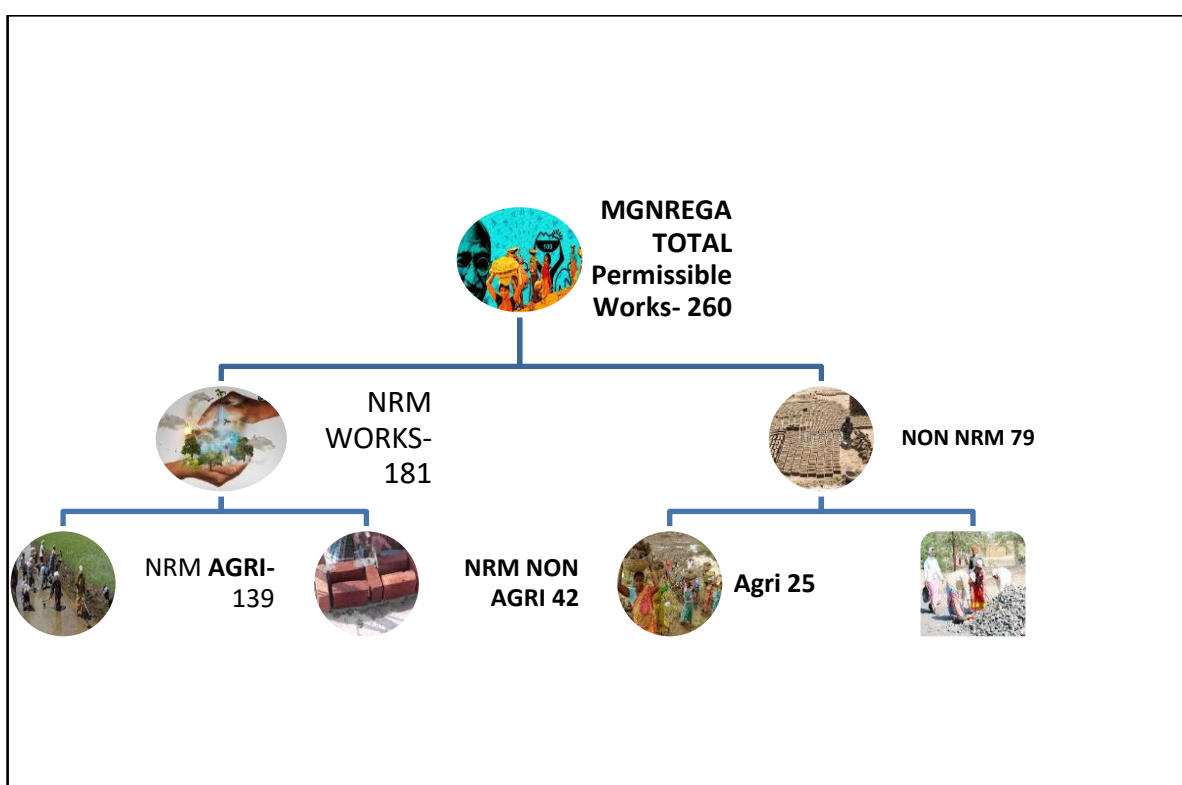 MGNREGA
TOTAL
Permissible
Works- 260
100
NRM
WORKS-
181
NON NRM 79
NRM AGRI-
139
NRM NON
AGRI 42
Agri 25